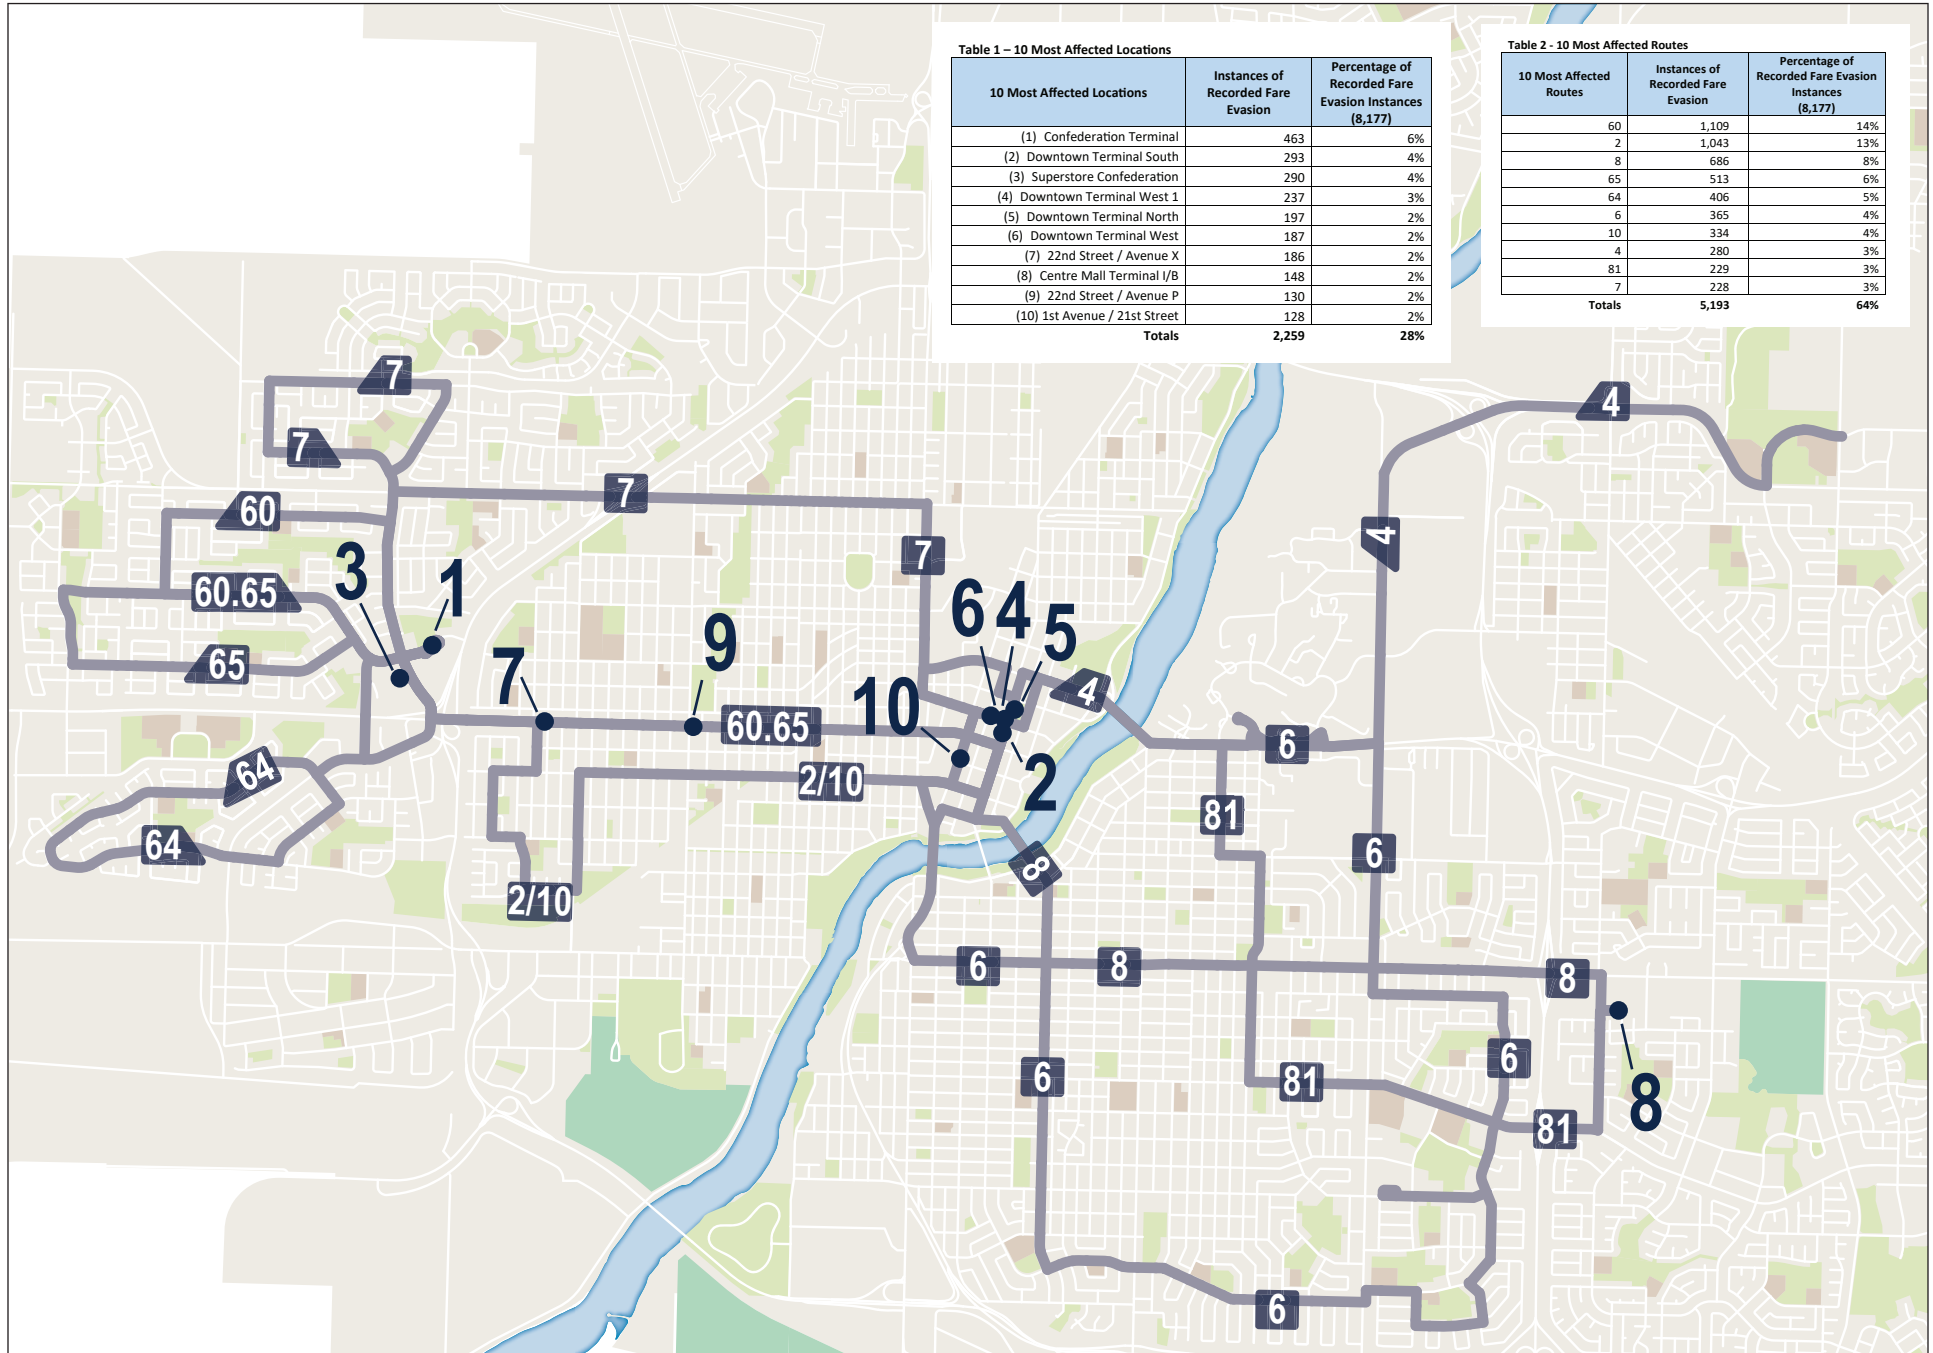 Table 1 – 10 Most Affected Locations
10 Most Affected Locations
Instances of
Recorded Fare
Evasion
Percentage of
Recorded Fare
Evasion Instances
(8,177)
(1) Confederation Terminal 463 6%
(2) Downtown Terminal South 293 4%
(3) Superstore Confederation 290 4%
(4) Downtown Terminal West 1 237 3%
(5) Downtown Terminal North 197 2%
(6) Downtown Terminal West 187 2%
(7) 22nd Street / Avenue X 186 2%
(8) Centre Mall Terminal I/B 148 2%
(9) 22nd Street / Avenue P 130 2%
(10) 1st Avenue / 21st Street 128 2%
Totals 2,259 28%
Table 2 - 10 Most Affected Routes
10 Most Affected
Routes
Instances of
Recorded Fare
Evasion
Percentage of
Recorded Fare Evasion
Instances
(8,177)
60 1,109 14%
2 1,043 13%
8 686 8%
65 513 6%
64 406 5%
6 365 4%
10 334 4%
4 280 3%
81 229 3%
7 228 3%
Totals 5,193 64%
7
4
7
7
60
4
7
3
1
60.65
6
4
5
65
9
7
4
10
60.65
6
64
2/10
2
81
64
6
8
2/10
6
8
8
6
6
81
8
81
6